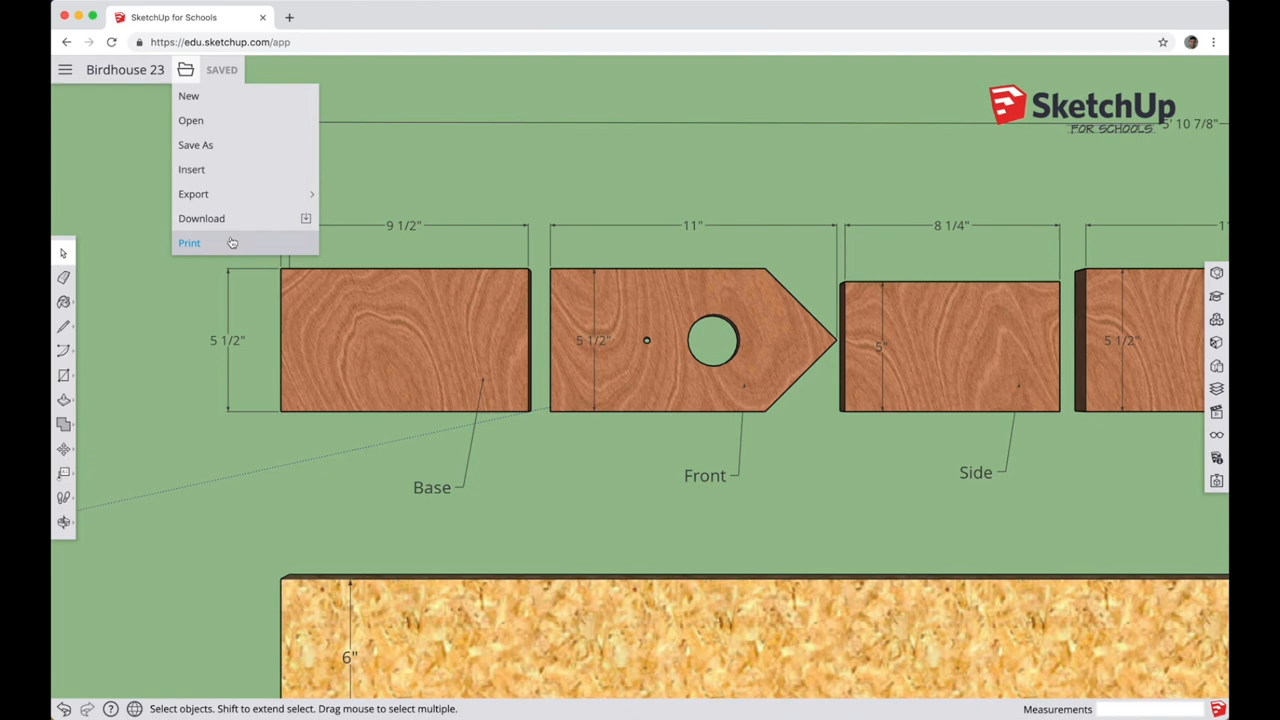 SketchUp for Schools
https://edu.sketchup.com/app
Birdhouse 23
SAVED
New
Open
Save As
Insert
Export
Download
Print
SketchUp
FOR SCHOOLS
5' 10 7/8"
9 1/2"
11"
8 1/4"
5 1/2"
5 1/2"
5"
5 1/2"
Base
Front
Side
6"
Select objects. Shift to extend select. Drag mouse to select multiple.
Measurements